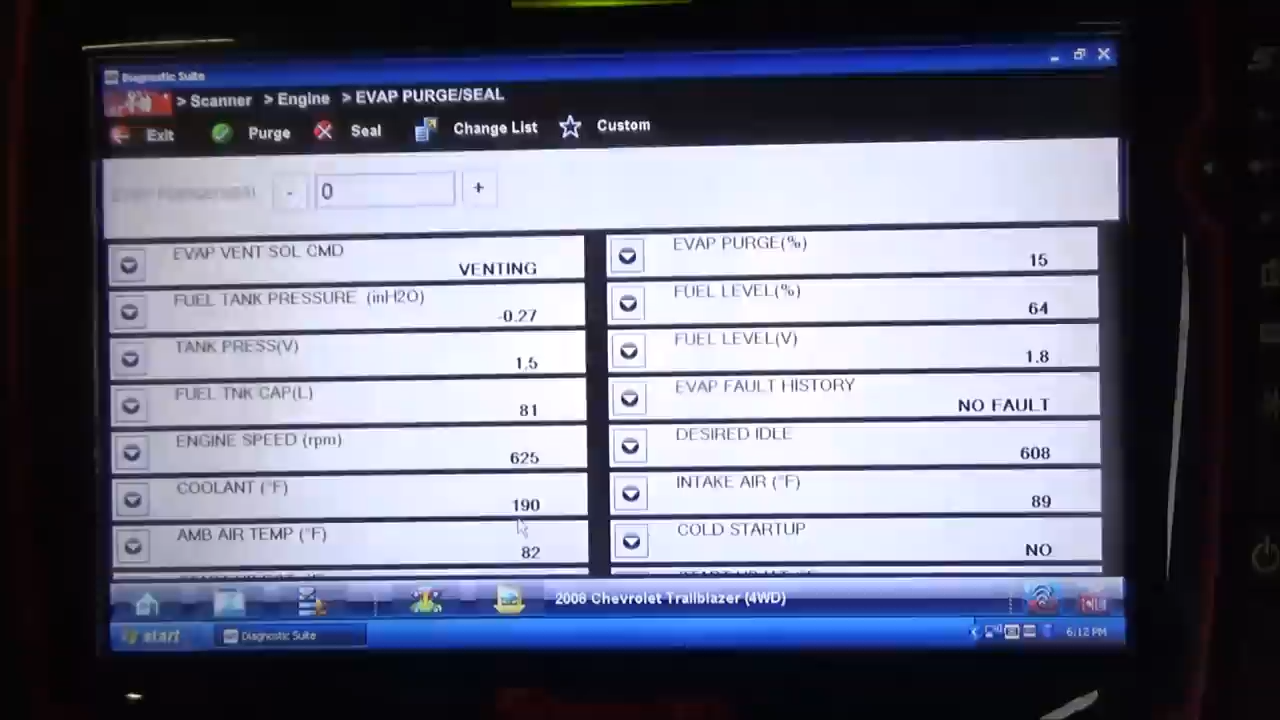 Diagnostic Suite
> Scanner > Engine > EVAP PURGE/SEAL
Exit Purge Seal Change List Custom
- 0 +
EVAP VENT SOL CMD VENTING
EVAP PURGE(%) 15
FUEL TANK PRESSURE (inH2O) -0.27
FUEL LEVEL(%) 64
TANK PRESS(V) 1.5
FUEL LEVEL(V) 1.8
FUEL TNK CAP(L) 81
EVAP FAULT HISTORY NO FAULT
ENGINE SPEED (rpm) 625
DESIRED IDLE 608
COOLANT (°F) 190
INTAKE AIR (°F) 89
AMB AIR TEMP (°F) 82
COLD STARTUP NO
Chevrolet Trailblazer (4WD)
start Diagnostic Suite 6:12 PM